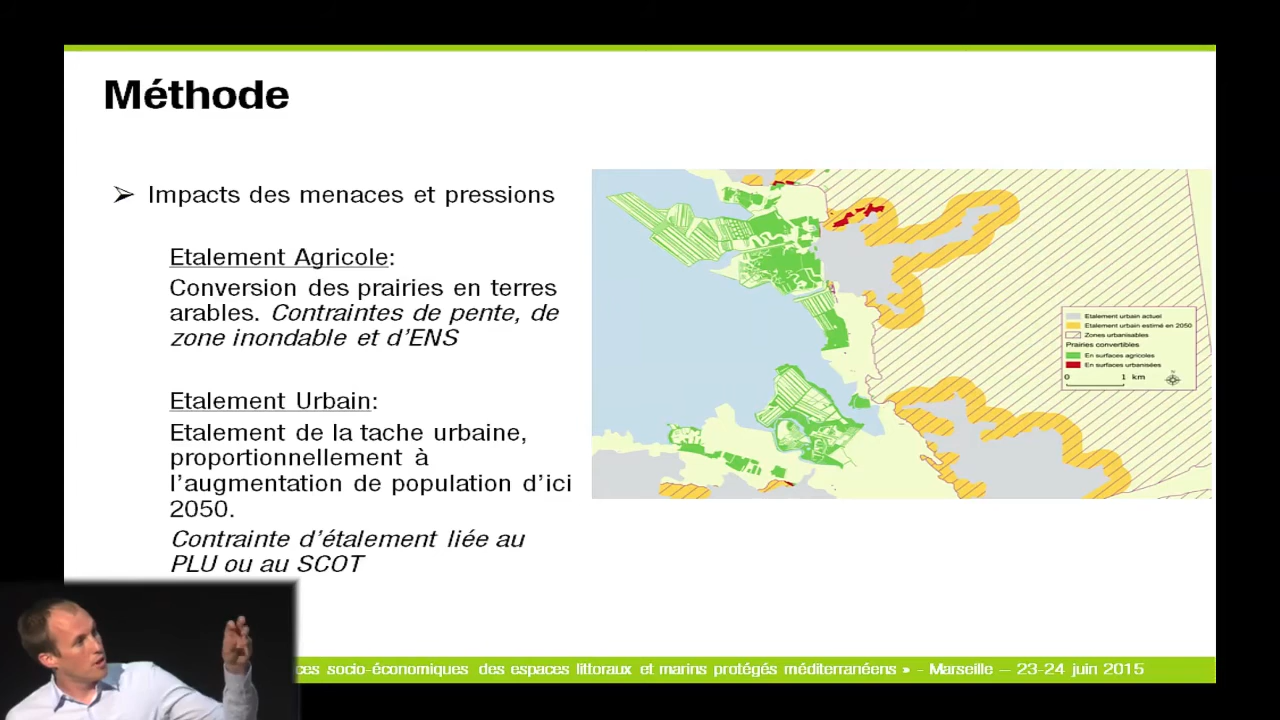 Méthode
➢ Impacts des menaces et pressions
Etalement Agricole:
Conversion des prairies en terres
arables. Contraintes de pente, de
zone inondable et d’ENS
Etalement Urbain:
Etalement de la tache urbaine,
proportionnellement à
l’augmentation de population d’ici
2050.
Contrainte d’étalement liée au
PLU ou au SCOT
Etalement urbain actuel
Etalement urbain estimé en 2050
Zones urbanisables
Prairies convertibles
En surfaces agricoles
En surfaces urbanisées
0 1 km
ces socio-économiques des espaces littoraux et marins protégés méditerranéens » - Marseille – 23-24 juin 2015